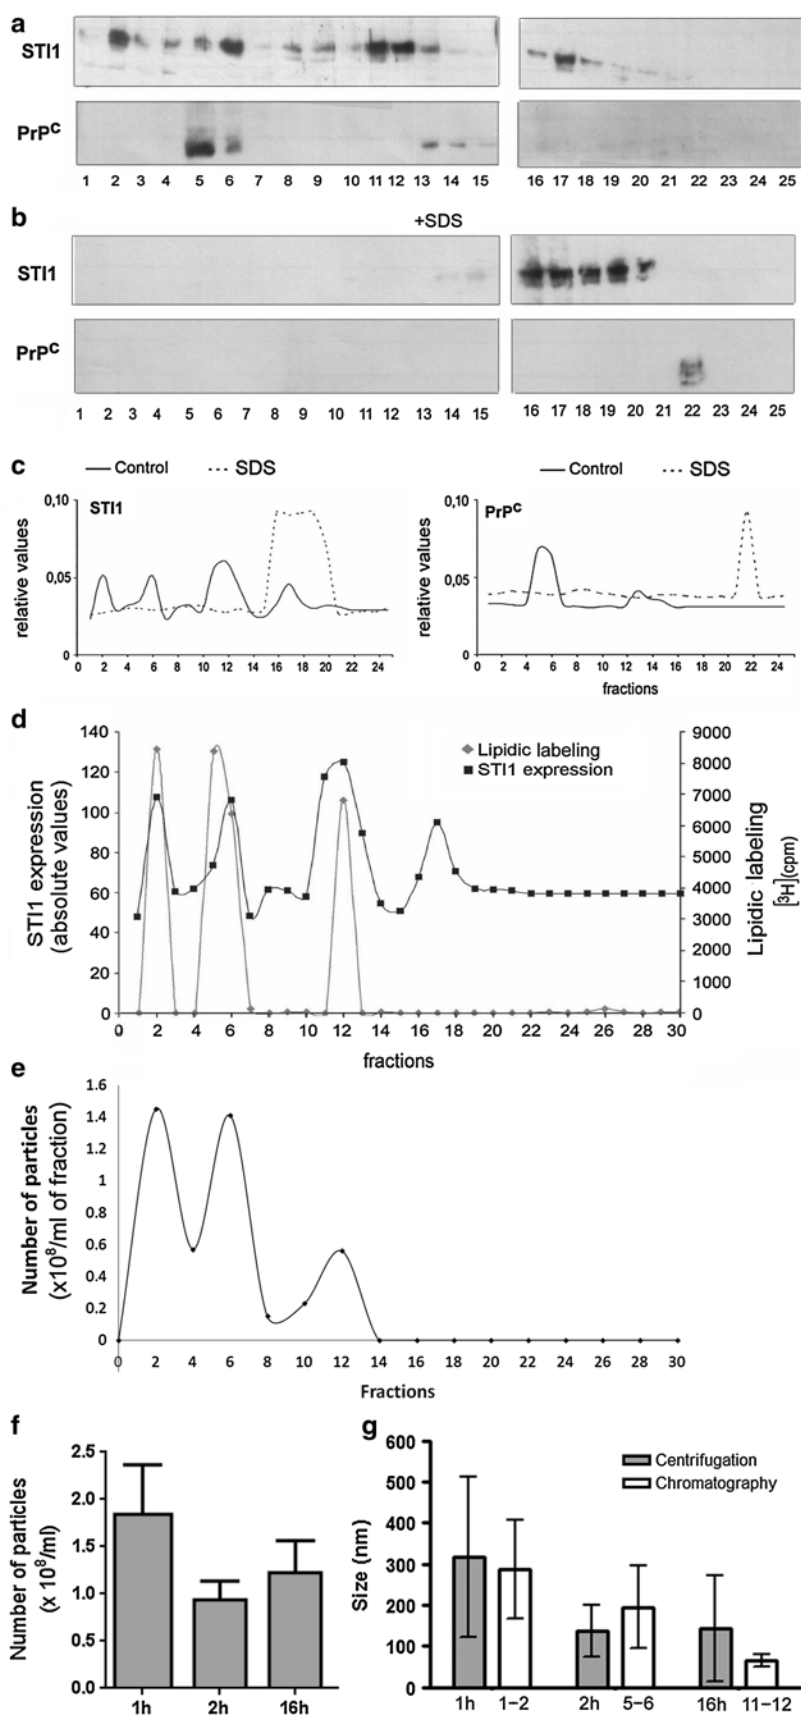 a
STI1
PrPC
1 2 3 4 5 6 7 8 9 10 11 12 13 14 15 16 17 18 19 20 21 22 23 24 25
b
+SDS
STI1
PrPC
1 2 3 4 5 6 7 8 9 10 11 12 13 14 15 16 17 18 19 20 21 22 23 24 25
c
Control SDS
STI1
relative values
0,10
0,05
0
0 2 4 6 8 10 12 14 16 18 20 22 24
Control SDS
PrPC
relative values
0,10
0,05
0
0 2 4 6 8 10 12 14 16 18 20 22 24
fractions
d
Lipidic labeling
STI1 expression
STI1 expression
(absolute values)
140
120
100
80
60
40
20
0
Lipidic labeling
[3H](cpm)
9000
8000
7000
6000
5000
4000
3000
2000
1000
0
0 2 4 6 8 10 12 14 16 18 20 22 24 26 28 30
fractions
e
Number of particles
(x10⁸/ml of fraction)
1.6
1.4
1.2
1
0.8
0.6
0.4
0.2
0
0 2 4 6 8 10 12 14 16 18 20 22 24 26 28 30
Fractions
f
Number of particles
(x 10⁸/ml)
2.5
2.0
1.5
1.0
0.5
0.0
1h 2h 16h
g
Centrifugation
Chromatography
Size (nm)
600
500
400
300
200
100
0
1h 1−2 2h 5−6 16h 11−12